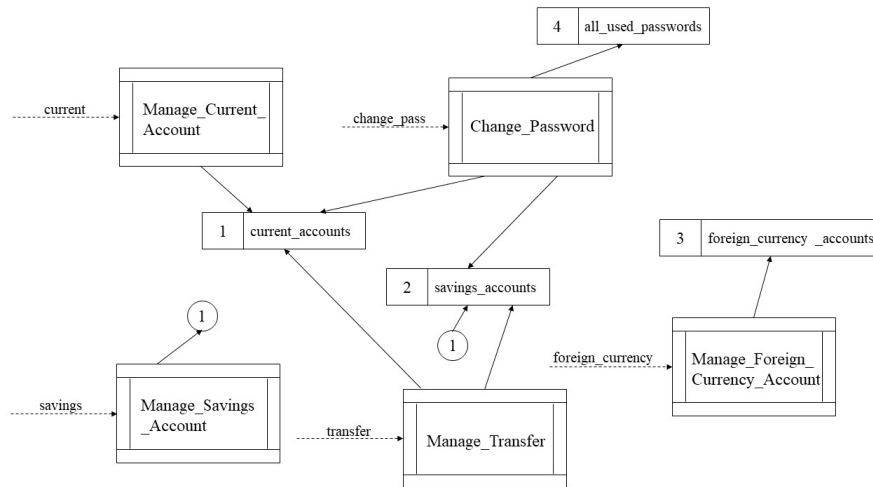 4 all_used_passwords
current
Manage_Current_
Account
change_pass
Change_Password
1 current_accounts
3 foreign_currency _accounts
2 savings_accounts
1
1
foreign_currency
Manage_Foreign_
Currency_Account
savings
Manage_Savings
_Account
transfer
Manage_Transfer